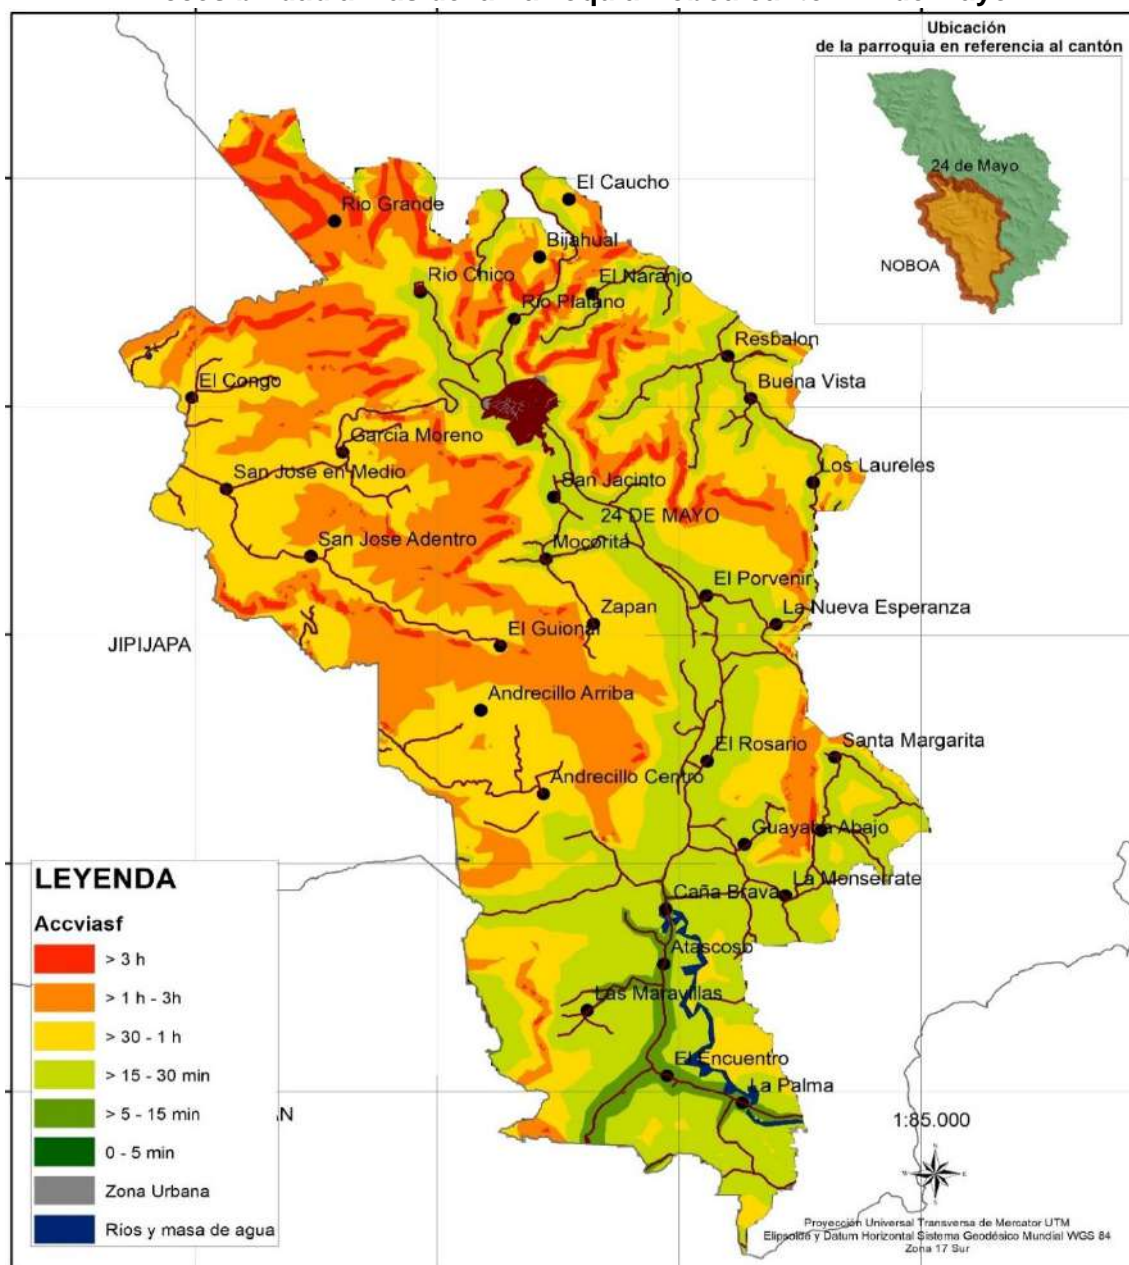 Ubicación
de la parroquia en referencia al cantón
24 de Mayo
NOBOA
El Caucho
Rio Grande
Bijahual
Rio Chico
El Naranjo
Rio Platano
Resbalon
El Congo
Buena Vista
Garcia Moreno
San Jose en Medio
Los Laureles
San Jacinto
24 DE MAYO
San Jose Adentro
Mocorita
El Porvenir
Zapan
La Nueva Esperanza
JIPIJAPA
El Guional
Andrecillo Arriba
El Rosario
Santa Margarita
Andrecillo Centro
Guayaba Abajo
La Monserrate
Caña Brava
Atascoso
Las Maravillas
El Encuentro
La Palma
LEYENDA
Accviasf
> 3 h
> 1 h - 3h
> 30 - 1 h
> 15 - 30 min
> 5 - 15 min
0 - 5 min
Zona Urbana
Rios y masa de agua
1:85.000
Proyección Universal Transversa de Mercator UTM
Elipsoide y Datum Horizontal Sistema Geodésico Mundial WGS 84
Zona 17 Sur